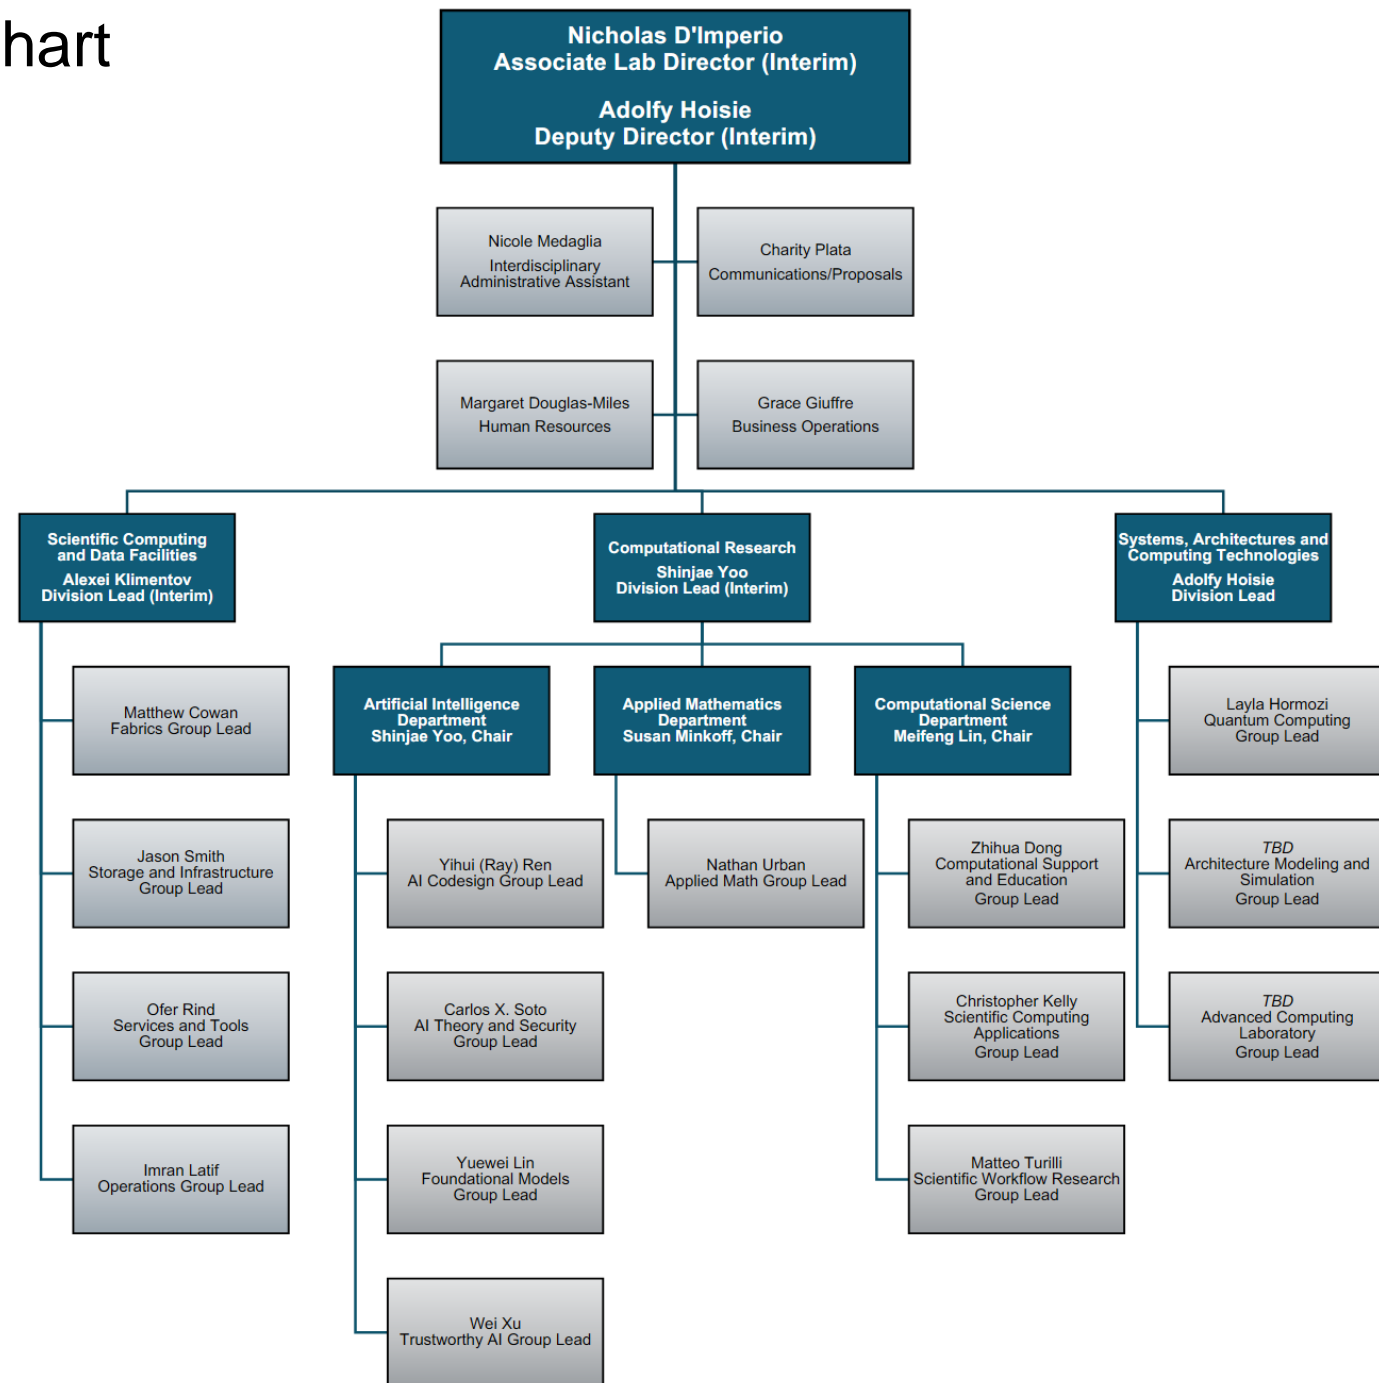 hart
Nicholas D'Imperio
Associate Lab Director (Interim)
Adolfy Hoisie
Deputy Director (Interim)
Nicole Medaglia
Interdisciplinary
Administrative Assistant
Charity Plata
Communications/Proposals
Margaret Douglas-Miles
Human Resources
Grace Giuffre
Business Operations
Scientific Computing
and Data Facilities
Alexei Klimentov
Division Lead (Interim)
Computational Research
Shinjae Yoo
Division Lead (Interim)
Systems, Architectures and
Computing Technologies
Adolfy Hoisie
Division Lead
Matthew Cowan
Fabrics Group Lead
Jason Smith
Storage and Infrastructure
Group Lead
Ofer Rind
Services and Tools
Group Lead
Imran Latif
Operations Group Lead
Artificial Intelligence
Department
Shinjae Yoo, Chair
Yihui (Ray) Ren
AI Codesign Group Lead
Carlos X. Soto
AI Theory and Security
Group Lead
Yuewei Lin
Foundational Models
Group Lead
Wei Xu
Trustworthy AI Group Lead
Applied Mathematics
Department
Susan Minkoff, Chair
Nathan Urban
Applied Math Group Lead
Computational Science
Department
Meifeng Lin, Chair
Zhihua Dong
Computational Support
and Education
Group Lead
Christopher Kelly
Scientific Computing
Applications
Group Lead
Matteo Turilli
Scientific Workflow Research
Group Lead
Layla Hormozi
Quantum Computing
Group Lead
TBD
Architecture Modeling and
Simulation
Group Lead
TBD
Advanced Computing
Laboratory
Group Lead